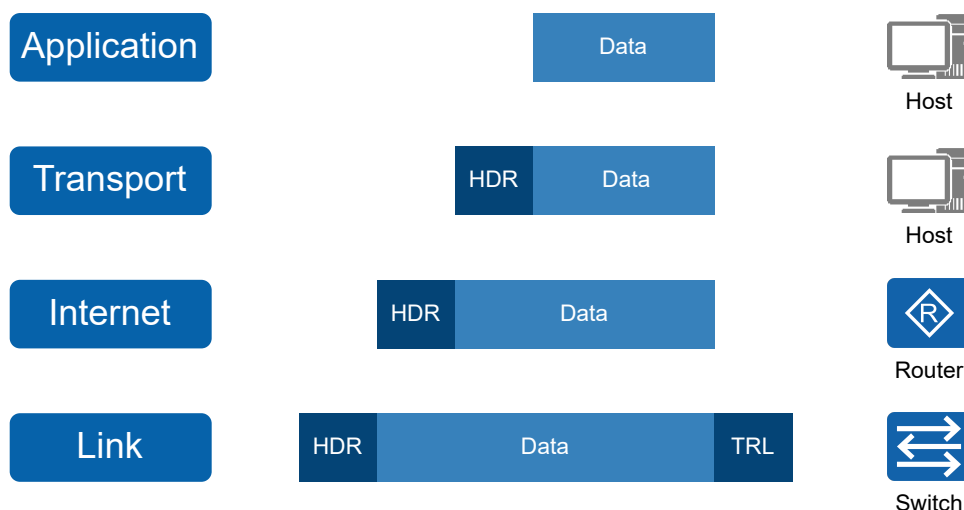 Application
Data
Host
Transport
HDR
Data
Host
Internet
HDR
Data
R
Router
Link
HDR
Data
TRL
Switch